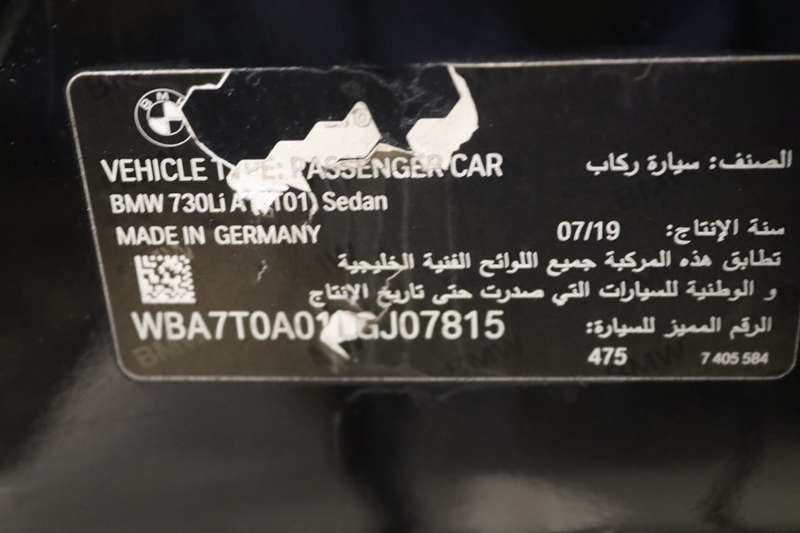 BMW
VEHICLE TYPE: PASSENGER CAR
الصنف: سيارة ركاب
BMW 730Li Sedan
MADE IN GERMANY
سنة الإنتاج: 07/19
تطابق هذه المركبة جميع اللوائح الفنية الخليجية
و الوطنية للسيارات التي صدرت حتى تاريخ الإنتاج
الرقم المميز للسيارة:
475
7 405 584